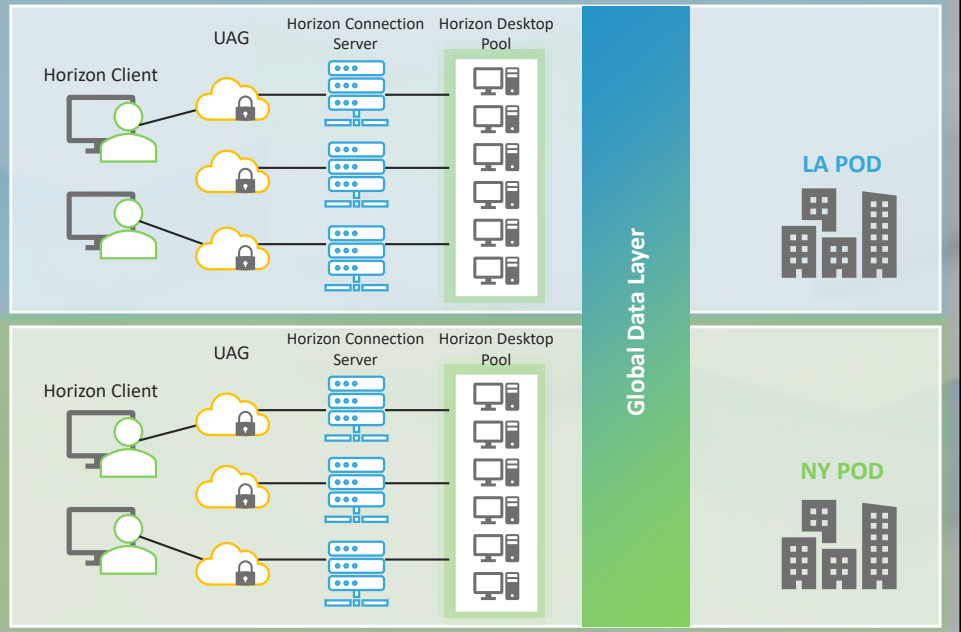 UAG
Horizon Connection
Server
Horizon Desktop
Pool
Horizon Client
LA POD
Global Data Layer
UAG
Horizon Connection
Server
Horizon Desktop
Pool
Horizon Client
NY POD